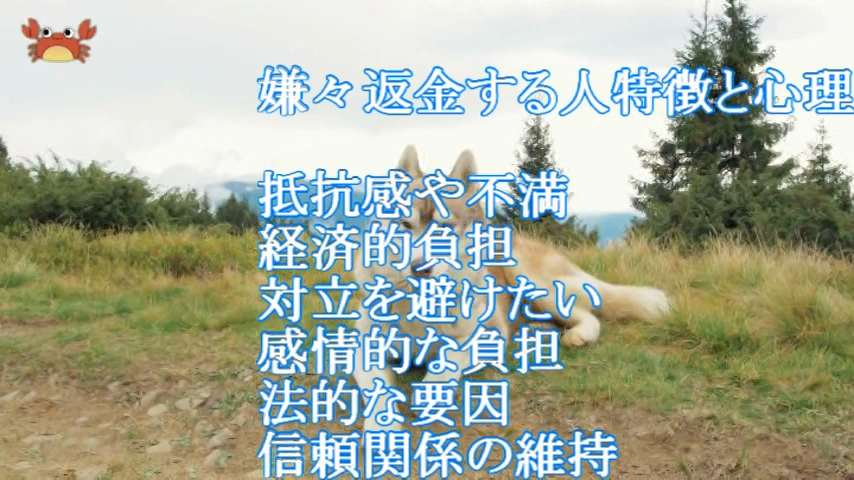 嫌々返金する人特徴と心理
抵抗感や不満
経済的負担
対立を避けたい
感情的な負担
法的な要因
信頼関係の維持